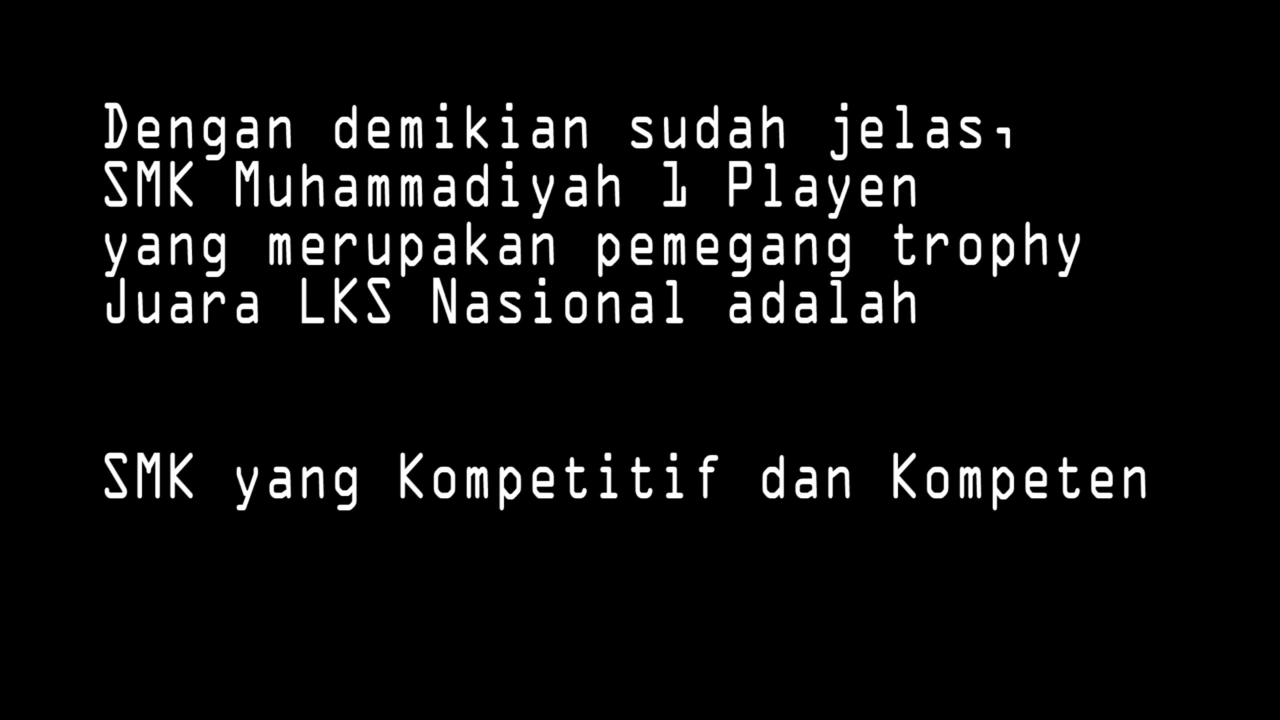 Dengan demikian sudah jelas,
SMK Muhammadiyah 1 Playen
yang merupakan pemegang trophy
Juara LKS Nasional adalah
SMK yang Kompetitif dan Kompeten